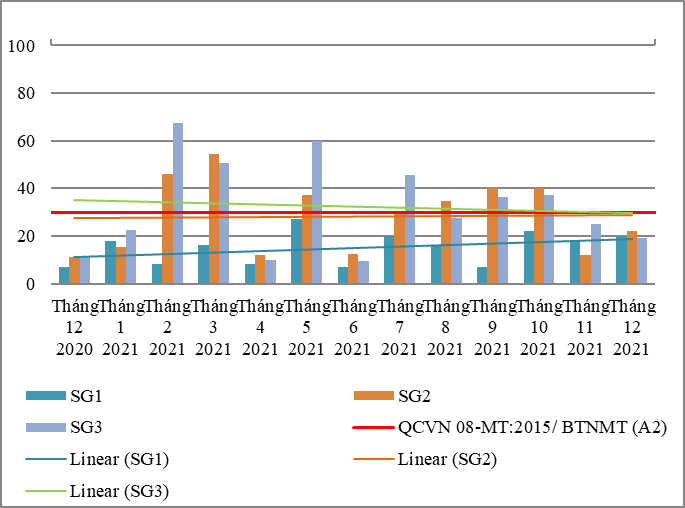 100
80
60
40
20
0
Tháng Tháng Tháng Tháng Tháng Tháng Tháng Tháng Tháng Tháng Tháng Tháng Tháng
12 1 2 3 4 5 6 7 8 9 10 11 12
2020 2021 2021 2021 2021 2021 2021 2021 2021 2021 2021 2021 2021
SG1 SG2
SG3 QCVN 08-MT:2015/ BTNMT (A2)
Linear (SG1) Linear (SG2)
Linear (SG3)